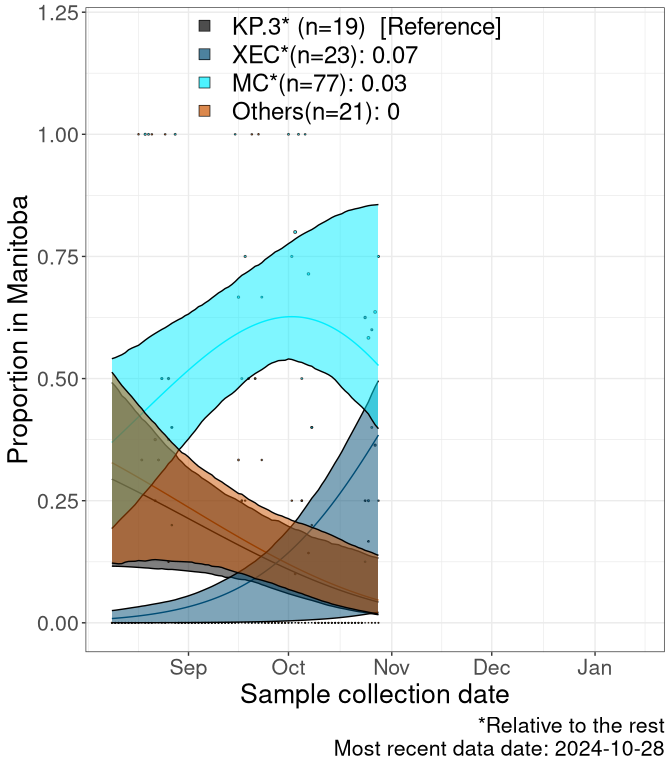 KP.3* (n=19)  [Reference]
XEC*(n=23): 0.07
MC*(n=77): 0.03
Others(n=21): 0
1.25
1.00
0.75
0.50
0.25
0.00
Proportion in Manitoba
Sep Oct Nov Dec Jan
Sample collection date
*Relative to the rest
Most recent data date: 2024-10-28